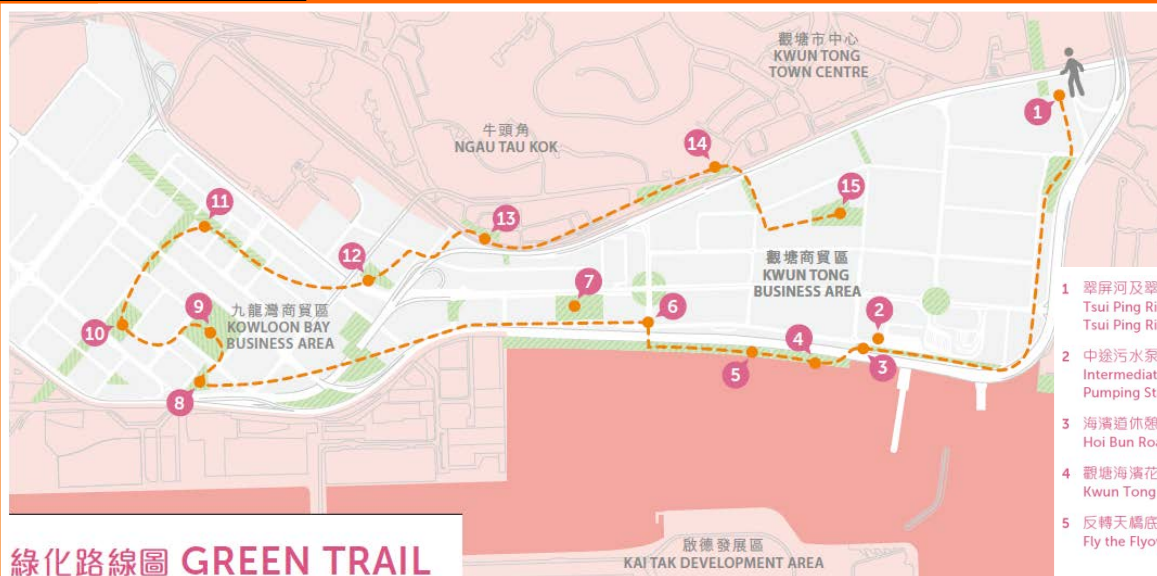 觀塘市中心
KWUN TONG
TOWN CENTRE
牛頭角
NGAU TAU KOK
1
14
15
11
13
12
觀塘商貿區
KWUN TONG
BUSINESS AREA
7
9
九龍灣商貿區
KOWLOON BAY
BUSINESS AREA
10
6
2
4
5
3
8
1 翠屏河及翠
Tsui Ping Ri
Tsui Ping Ri
2 中途污水泵
Intermediat
Pumping St
3 海濱道休憩
Hoi Bun Roa
4 觀塘海濱花
Kwun Tong
5 反轉天橋底
Fly the Flyov
綠化路線圖 GREEN TRAIL
啟德發展區
KAI TAK DEVELOPMENT AREA